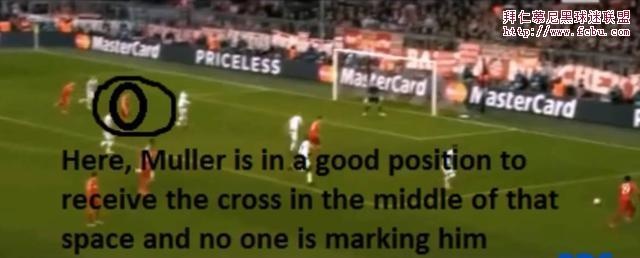 拜仁慕尼黑球迷联盟
http://www.fcbu.com
MasterCard
PRICELESS
MasterCard
MasterCard
Here, Muller is in a good position to
receive the cross in the middle of that
space and no one is marking him